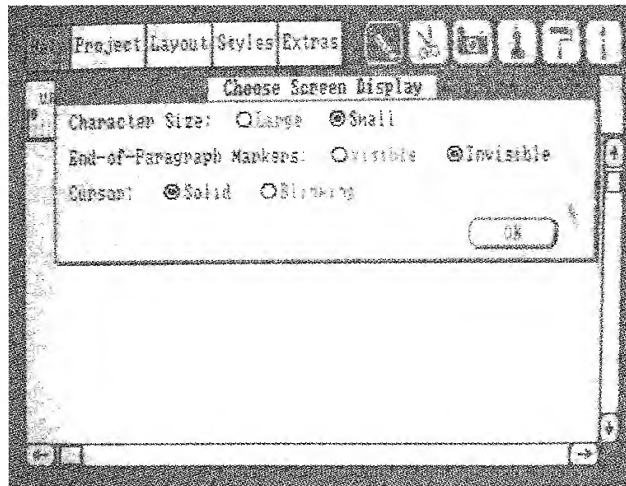 Project Layout Styles Extras
Choose Screen Display
Character Size: Large Small
End-of-Paragraph Markers: Visible Invisible
Cursor: Solid Blinking
OK